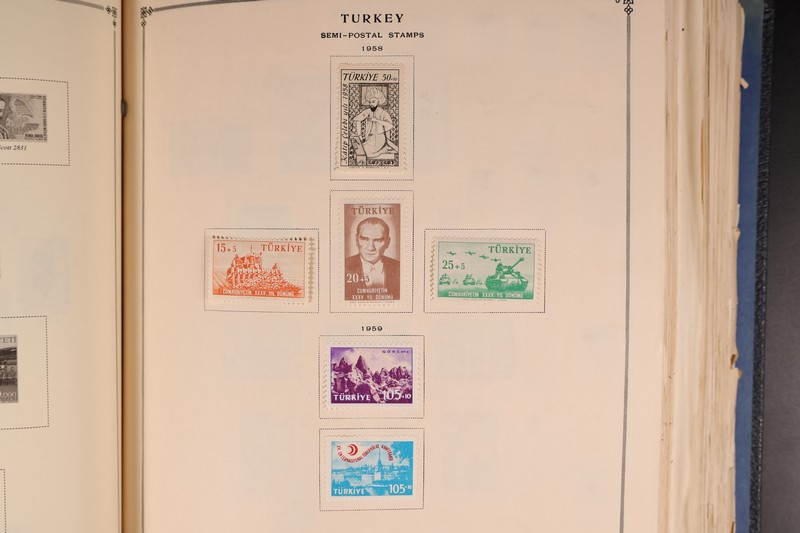 TURKEY
SEMI-POSTAL STAMPS
1958
TÜRKİYE 50+10
Katip Çelebi yılı 1958
15+5 TÜRKİYE
CUMHURİYETİN XXXV. YIL DÖNÜMÜ
TÜRKİYE
20+5
CUMHURİYETİN
XXXV. YIL DÖNÜMÜ
TÜRKİYE
25+5
CUMHURİYETİN XXXV. YIL DÖNÜMÜ
1959
GÖREME
TÜRKİYE 105+10
TÜRKİYE 105+10
Scott 2831